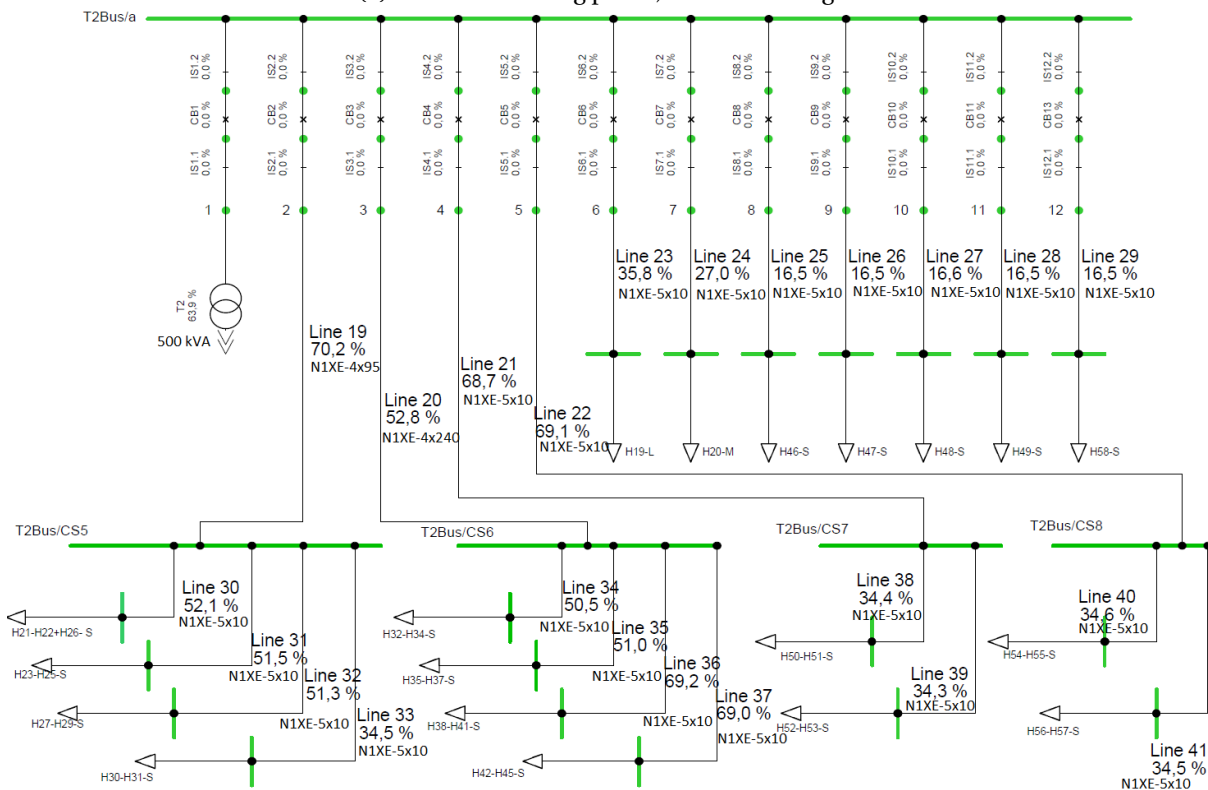 T2Bus/a
IS1.2
0,0 %
IS2.2
0,0 %
IS3.2
0,0 %
IS4.2
0,0 %
IS5.2
0,0 %
IS6.2
0,0 %
IS7.2
0,0 %
IS8.2
0,0 %
IS9.2
0,0 %
IS10.2
0,0 %
IS11.2
0,0 %
IS12.2
0,0 %
CB1
0,0 %
CB2
0,0 %
CB3
0,0 %
CB4
0,0 %
CB5
0,0 %
CB6
0,0 %
CB7
0,0 %
CB8
0,0 %
CB9
0,0 %
CB10
0,0 %
CB11
0,0 %
CB13
0,0 %
IS1.1
0,0 %
IS2.1
0,0 %
IS3.1
0,0 %
IS4.1
0,0 %
IS5.1
0,0 %
IS6.1
0,0 %
IS7.1
0,0 %
IS8.1
0,0 %
IS9.1
0,0 %
IS10.1
0,0 %
IS11.1
0,0 %
IS12.1
0,0 %
1
2
3
4
5
6
7
8
9
10
11
12
Line 23
35,8 %
N1XE-5x10
Line 24
27,0 %
N1XE-5x10
Line 25
16,5 %
N1XE-5x10
Line 26
16,5 %
N1XE-5x10
Line 27
16,6 %
N1XE-5x10
Line 28
16,5 %
N1XE-5x10
Line 29
16,5 %
N1XE-5x10
T2
63,9 %
500 kVA
Line 19
70,2 %
N1XE-4x95
Line 20
52,8 %
N1XE-4x240
Line 21
68,7 %
N1XE-5x10
Line 22
69,1 %
N1XE-5x10
H19-L
H20-M
H46-S
H47-S
H48-S
H49-S
H58-S
T2Bus/CS5
T2Bus/CS6
T2Bus/CS7
T2Bus/CS8
Line 30
52,1 %
N1XE-5x10
H21-H22+H26- S
Line 31
51,5 %
N1XE-5x10
H23-H25-S
Line 32
51,3 %
N1XE-5x10
H27-H29-S
Line 33
34,5 %
N1XE-5x10
H30-H31-S
Line 34
50,5 %
N1XE-5x10
H32-H34-S
Line 35
51,0 %
N1XE-5x10
H35-H37-S
Line 36
69,2 %
N1XE-5x10
H38-H41-S
Line 37
69,0 %
N1XE-5x10
H42-H45-S
Line 38
34,4 %
N1XE-5x10
H50-H51-S
Line 39
34,3 %
N1XE-5x10
H52-H53-S
Line 40
34,6 %
N1XE-5x10
H54-H55-S
Line 41
34,5 %
N1XE-5x10
H56-H57-S